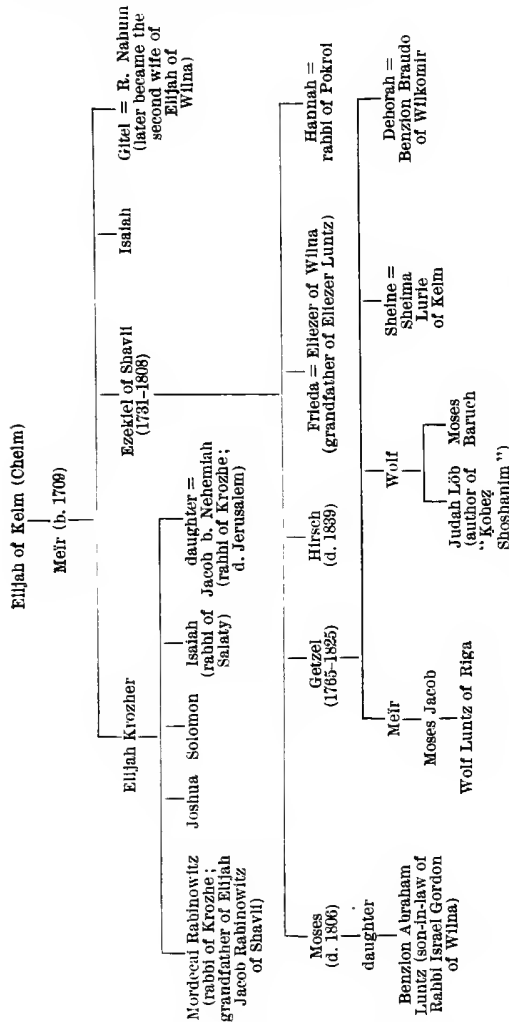 Elijah of Kelm (Chelm)
Meïr (b. 1709)
Elijah Krozher
Ezekiel of Shavli
(1731–1808)
Isaiah
Gitel = R. Nahum
(later became the
second wife of
Elijah of
Wilna)
Mordecai Rabinowitz
(rabbi of Krozhe;
grandfather of Elijah
Jacob Rabinowitz
of Shavli)
Joshua
Solomon
Isaiah
(rabbi of
Salaty)
daughter =
Jacob b. Nehemiah
(rabbi of Krozhe;
d. Jerusalem)
Moses
(d. 1806)
Getzel
(1765–1825)
Hirsch
(d. 1839)
Frieda = Eliezer of Wilna
(grandfather of Eliezer Luntz)
Hannah =
rabbi of Pokroi
daughter
Benzion Abraham
Luntz (son-in-law of
Rabbi Israel Gordon
of Wilna)
Meïr
Wolf
Sheine =
Sheima
Lurie
of Kelm
Deborah =
Benzion Braudo
of Wilkomir
Moses Jacob
Wolf Luntz of Riga
Judah Löb
(author of
“Ḳobeẓ
Shoshanim”)
Moses
Baruch